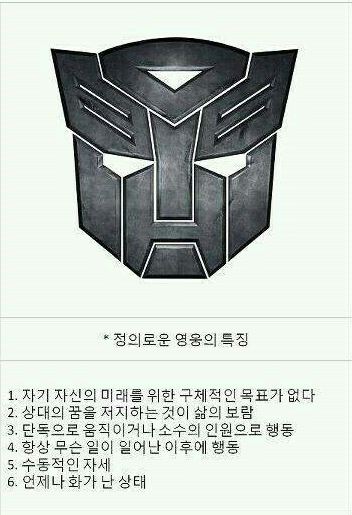 * 정의로운 영웅의 특징
1. 자기 자신의 미래를 위한 구체적인 목표가 없다
2. 상대의 꿈을 저지하는 것이 삶의 보람
3. 단독으로 움직이거나 소수의 인원으로 행동
4. 항상 무슨 일이 일어난 이후에 행동
5. 수동적인 자세
6. 언제나 화가 난 상태